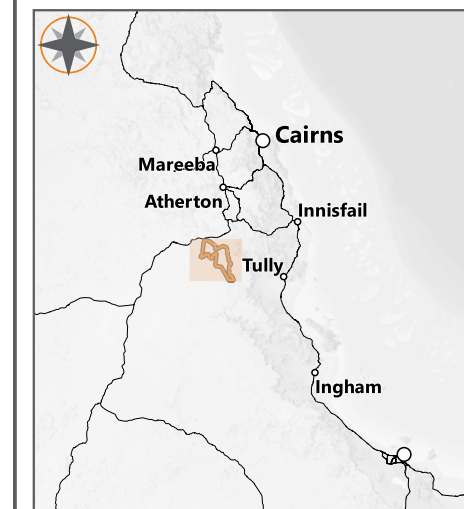 Cairns
Mareeba
Atherton
Innisfail
Tully
Ingham